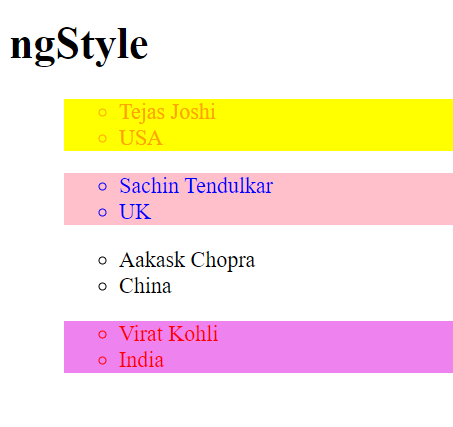 ngStyle
Tejas Joshi
USA
Sachin Tendulkar
UK
Aakask Chopra
China
Virat Kohli
India